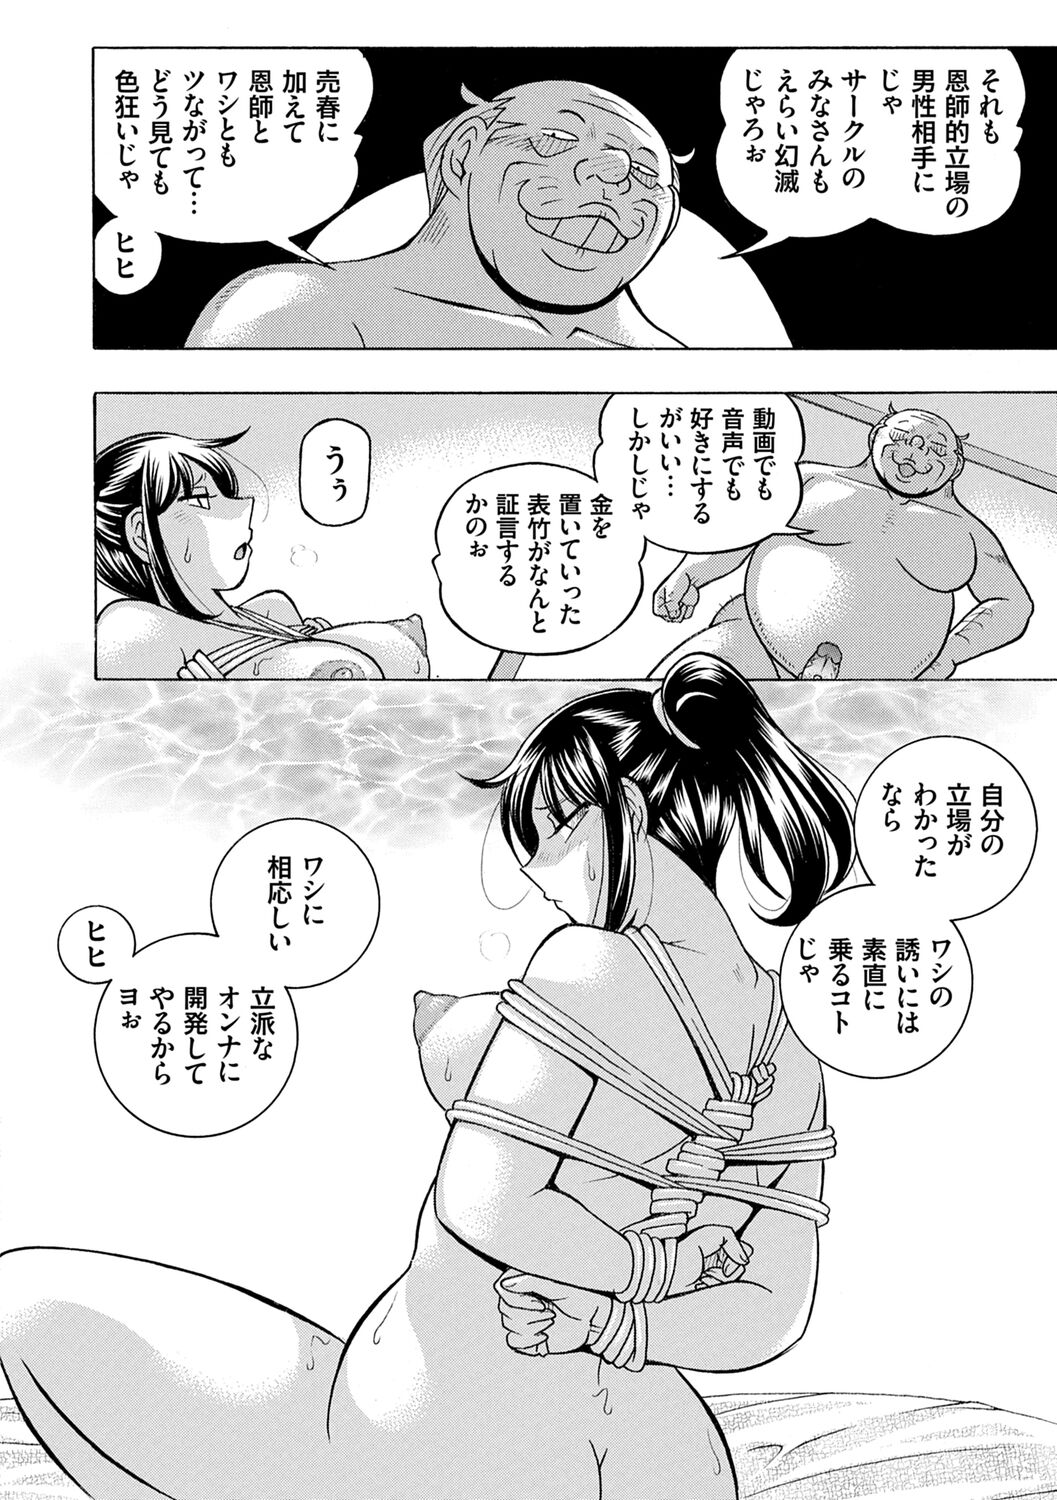 それも
恩師的立場の
男性相手に
じゃ
サークルの
みなさんも
えらい幻滅
じゃろぉ
売春に
加えて
恩師と
ワシとも
ツながって…
どう見ても
色狂いじゃ
ヒヒ
動画でも
音声でも
好きにする
がいい…
しかしじゃ
金を
置いていった
表竹がなんと
証言する
かのぉ
うぅ
自分の
立場が
わかった
なら
ワシの
誘いには
素直に
乗るコト
じゃ
ワシに
相応しい
立派な
オンナに
開発して
やるから
ヨぉ
ヒヒ